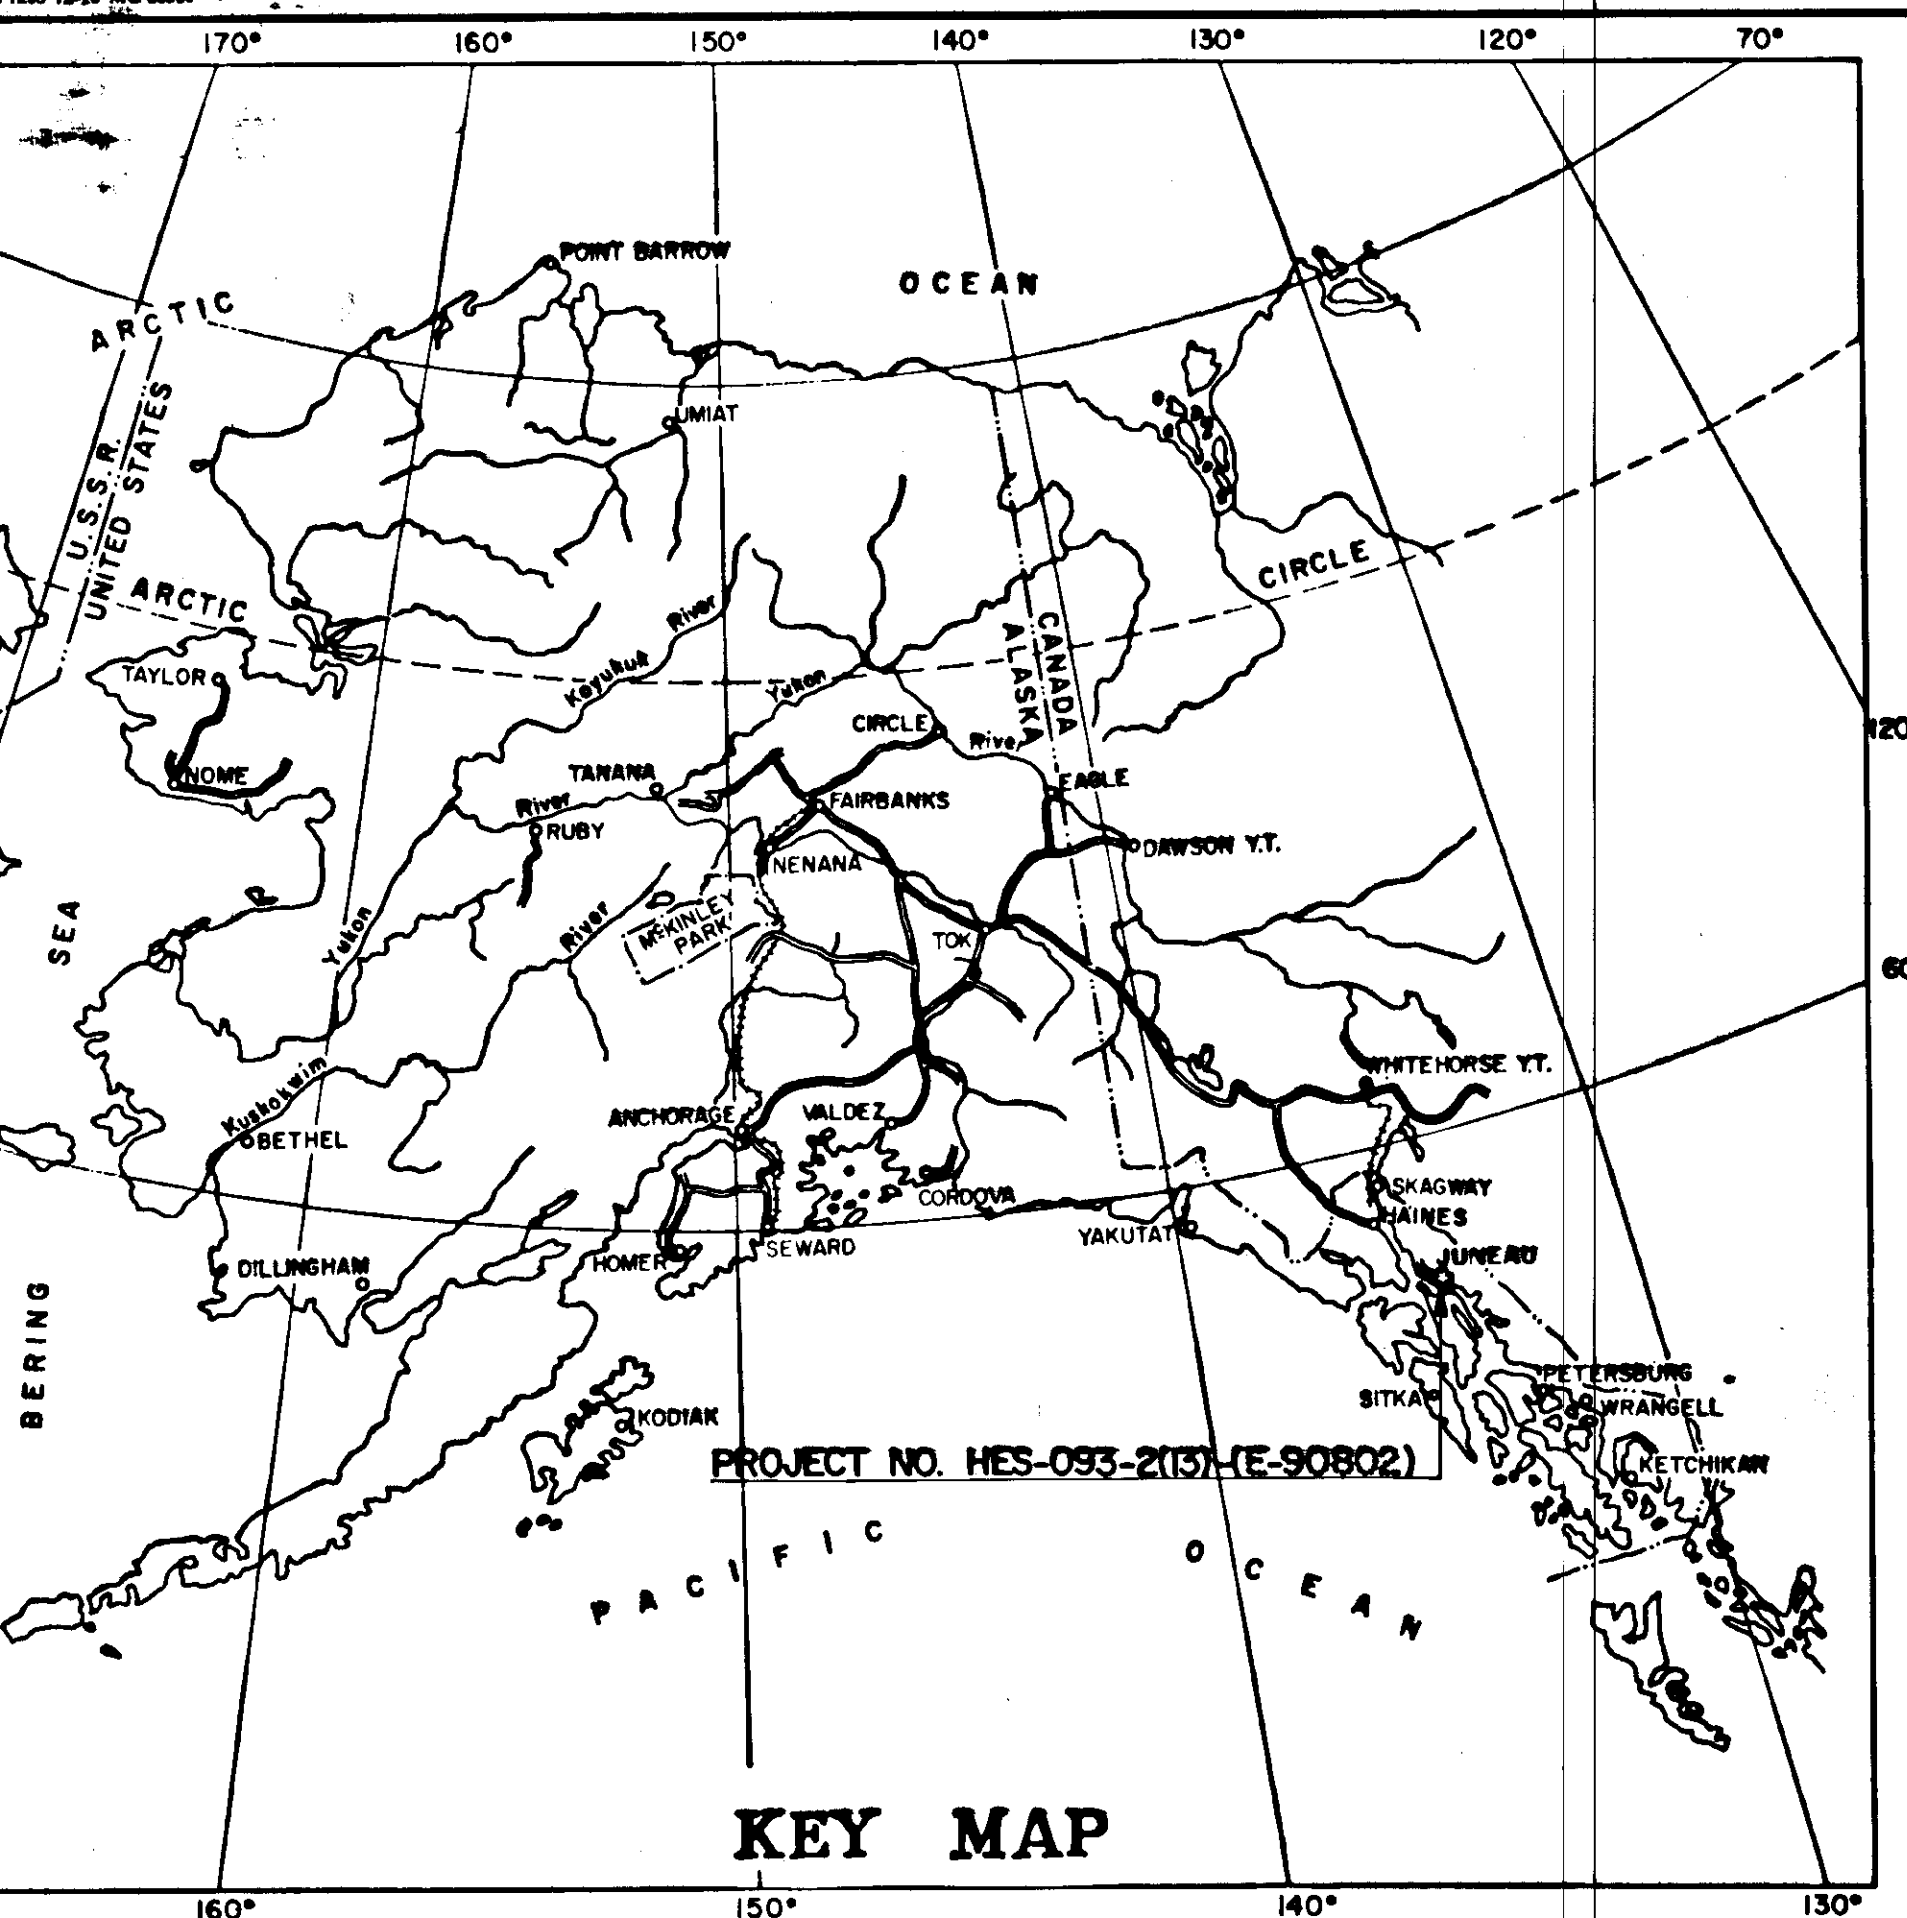 170° 160° 150° 140° 130° 120° 70°
POINT BARROW
OCEAN
ARCTIC
UMIAT
U.S.S.R.
UNITED STATES
ARCTIC
CIRCLE
River
Koyukuk
CANADA
ALASKA
TAYLOR
Yukon
CIRCLE
River
120
NOME
TANANA
EAGLE
River
FAIRBANKS
RUBY
DAWSON Y.T.
NENANA
SEA
R
Yukon
River
McKINLEY
PARK
TOK
60
WHITEHORSE Y.T.
Kuskokwim
ANCHORAGE
VALDEZ
BETHEL
CORDOVA
SKAGWAY
HAINES
YAKUTAT
SEWARD
HOMER
JUNEAU
DILLINGHAM
BERING
PETERSBURG
SITKA
WRANGELL
KODIAK
PROJECT NO. HES-093-2(13)-(E-90802)
KETCHIKAN
PACIFIC
OCEAN
KEY MAP
160° 150° 140° 130°